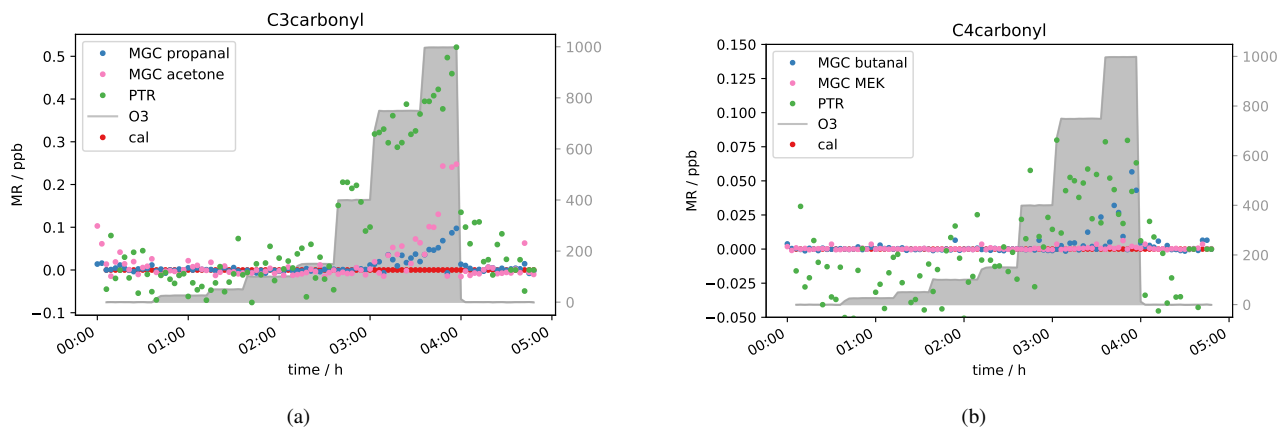 C3carbonyl
MGC propanal
MGC acetone
PTR
O3
cal
MR / ppb
0.5
0.4
0.3
0.2
0.1
0.0
−0.1
1000
800
600
400
200
0
00:00
01:00
02:00
03:00
04:00
05:00
time / h
(a)
C4carbonyl
MGC butanal
MGC MEK
PTR
O3
cal
MR / ppb
0.150
0.125
0.100
0.075
0.050
0.025
0.000
−0.025
−0.050
1000
800
600
400
200
0
00:00
01:00
02:00
03:00
04:00
05:00
time / h
(b)